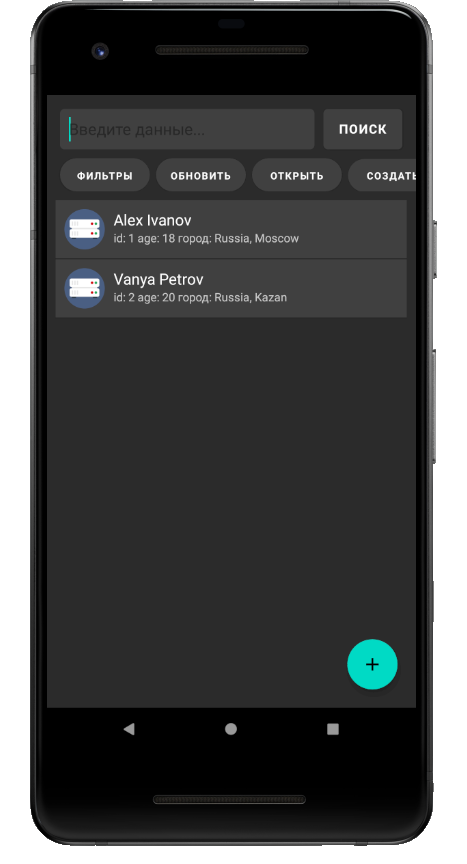 Введите данные...
ПОИСК
ФИЛЬТРЫ
ОБНОВИТЬ
ОТКРЫТЬ
СОЗДАТЬ
Alex Ivanov
id: 1 age: 18 город: Russia, Moscow
Vanya Petrov
id: 2 age: 20 город: Russia, Kazan
+